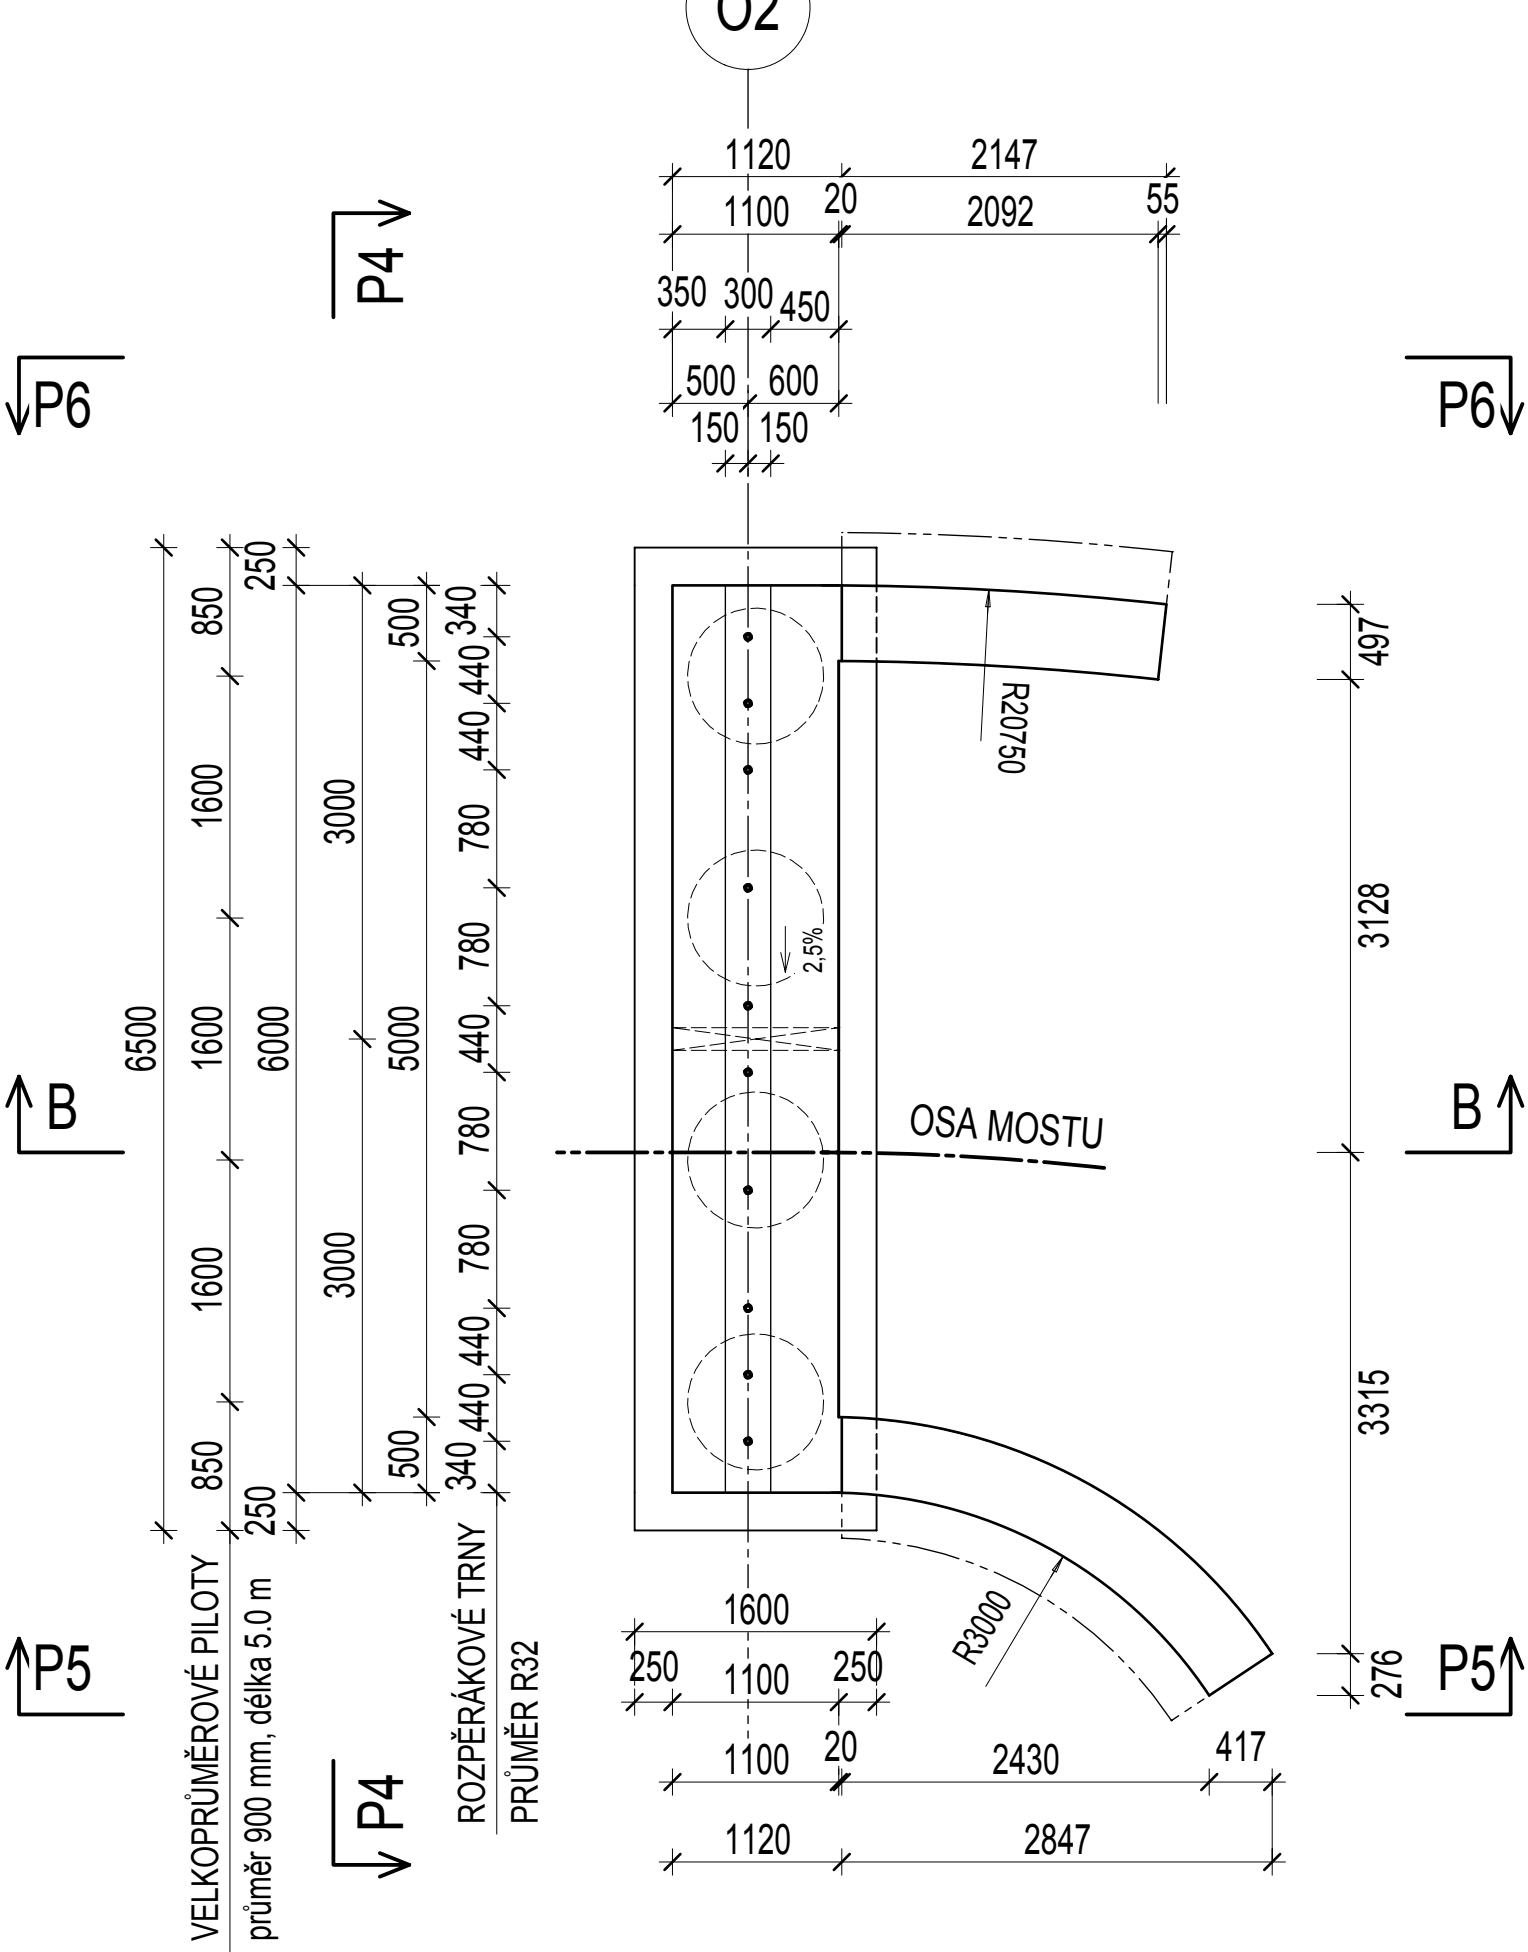 O2
1120 2147
1100 20 2092 55
350 300 450
500 600
150 150
P4
P6
P6
6500
850
1600
1600
1600
850
250
6000
250
3000
3000
500
5000
500
340
440
440
780
780
440
780
780
440
440
340
R20750
2,5%
OSA MOSTU
B
B
497
3128
3315
276
R3000
P5
P5
1600
250 1100 250
1100 20 2430 417
1120 2847
P4
VELKOPRŮMĚROVÉ PILOTY
průměr 900 mm, délka 5.0 m
ROZPĚRÁKOVÉ TRNY
PRŮMĚR R32